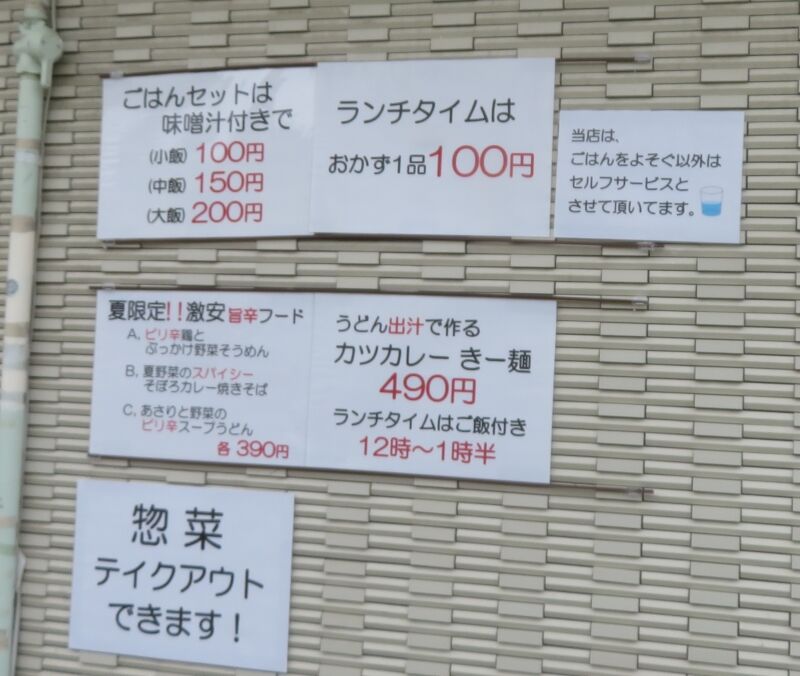 ごはんセットは
味噌汁付きで
(小飯) 100円
(中飯) 150円
(大飯) 200円
ランチタイムは
おかず1品100円
当店は、
ごはんをよそぐ以外は
セルフサービスと
させて頂いてます。
夏限定!!激安 旨辛フード
A, ピリ辛鶏と
ぶっかけ野菜そうめん
B, 夏野菜のスパイシー
そぼろカレー焼きそば
C, あさりと野菜の
ピリ辛スープうどん
各 390円
うどん出汁で作る
カツカレー きー麺
490円
ランチタイムはご飯付き
12時～1時半
惣菜
テイクアウト
できます！